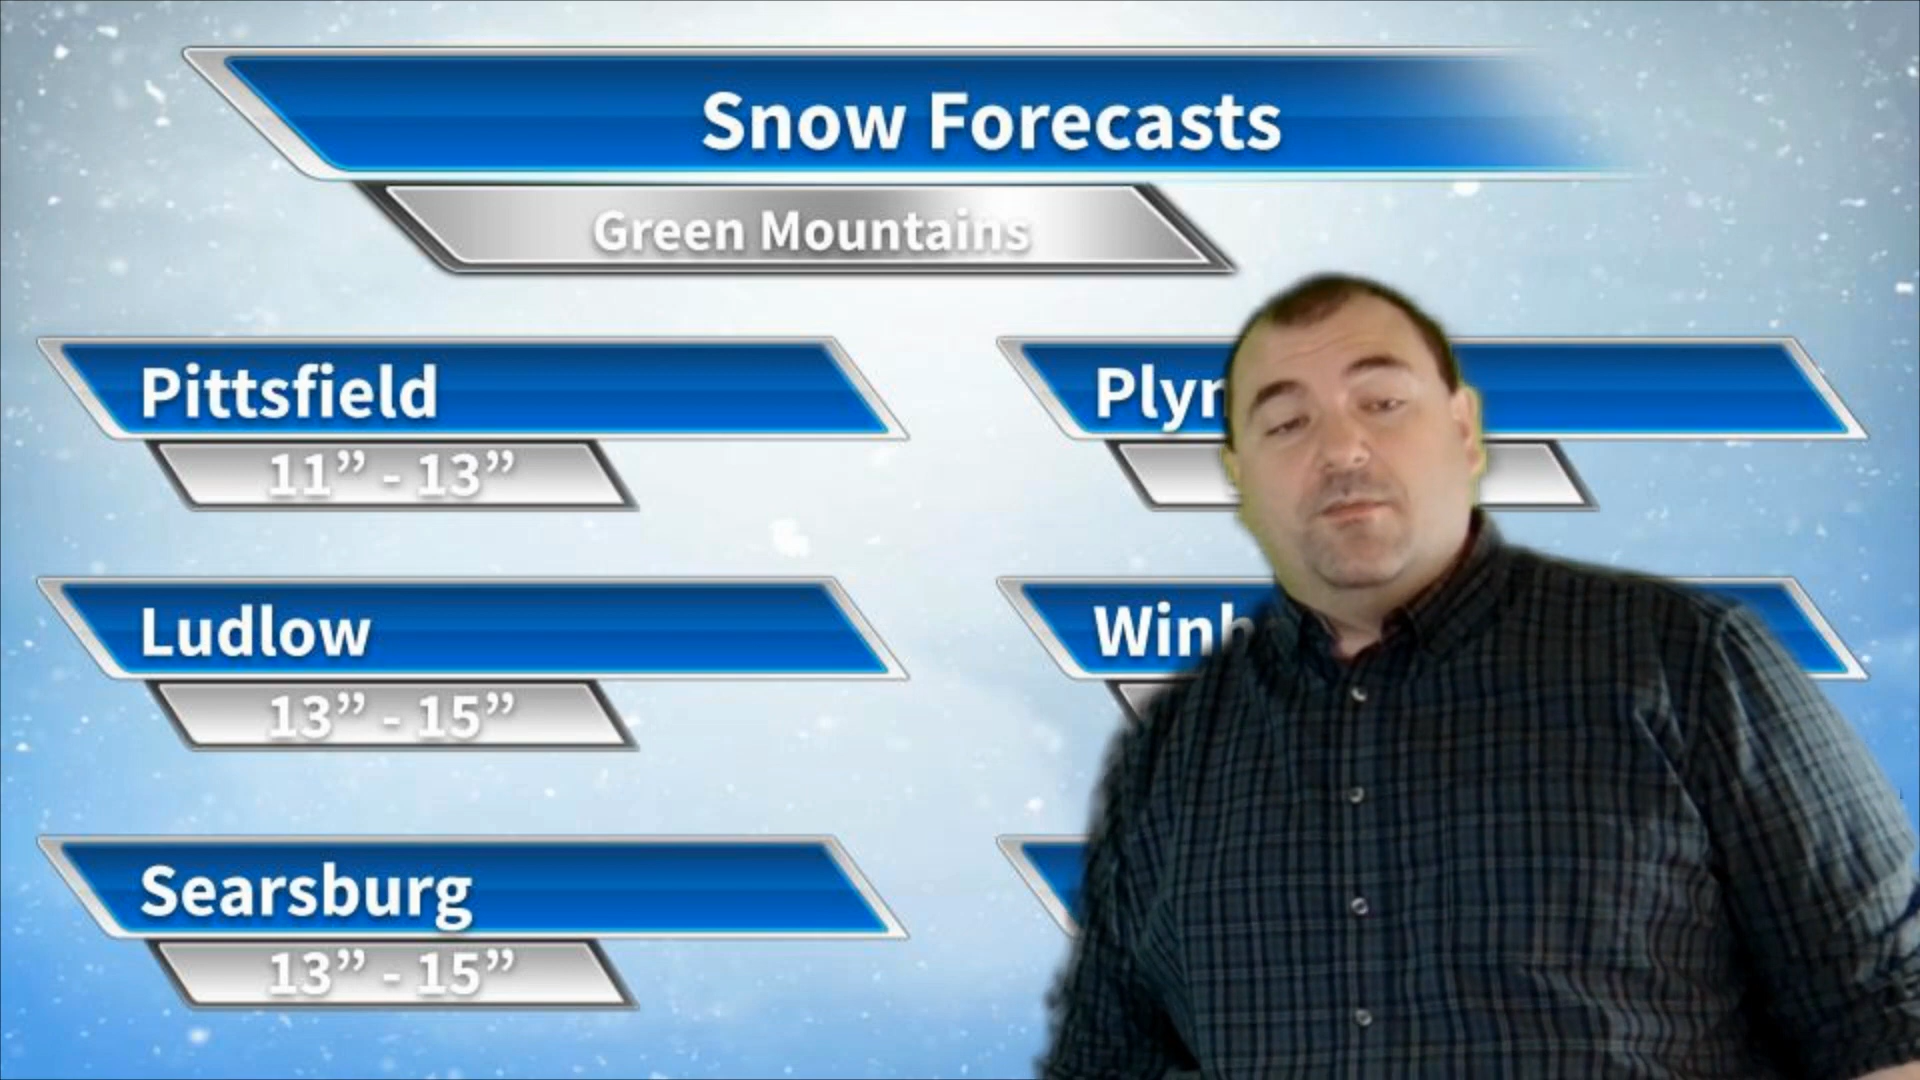 Snow Forecasts
Green Mountains
Pittsfield
11” - 13”
Ludlow
13” - 15”
Searsburg
13” - 15”